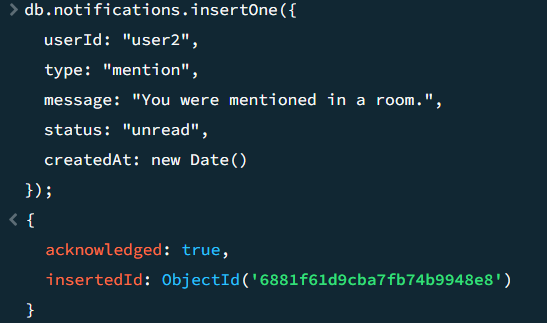 > db.notifications.insertOne({
userId: "user2",
type: "mention",
message: "You were mentioned in a room.",
status: "unread",
createdAt: new Date()
});
< {
acknowledged: true,
insertedId: ObjectId('6881f61d9cba7fb74b9948e8')
}